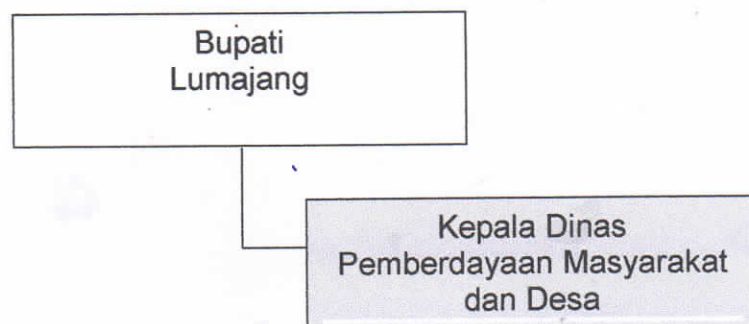 Bupati
Lumajang
Kepala Dinas
Pemberdayaan Masyarakat
dan Desa